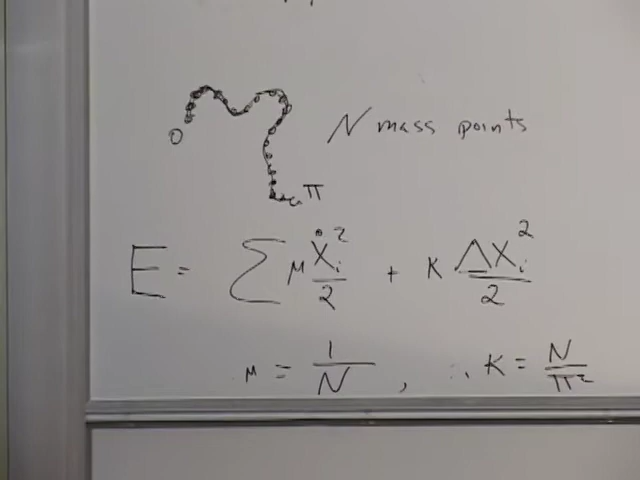 0
N mass points
π
E = ∑ μ Ẋᵢ²/2 + K ΔXᵢ²/2
μ = 1/N , ∴ K = N/π²